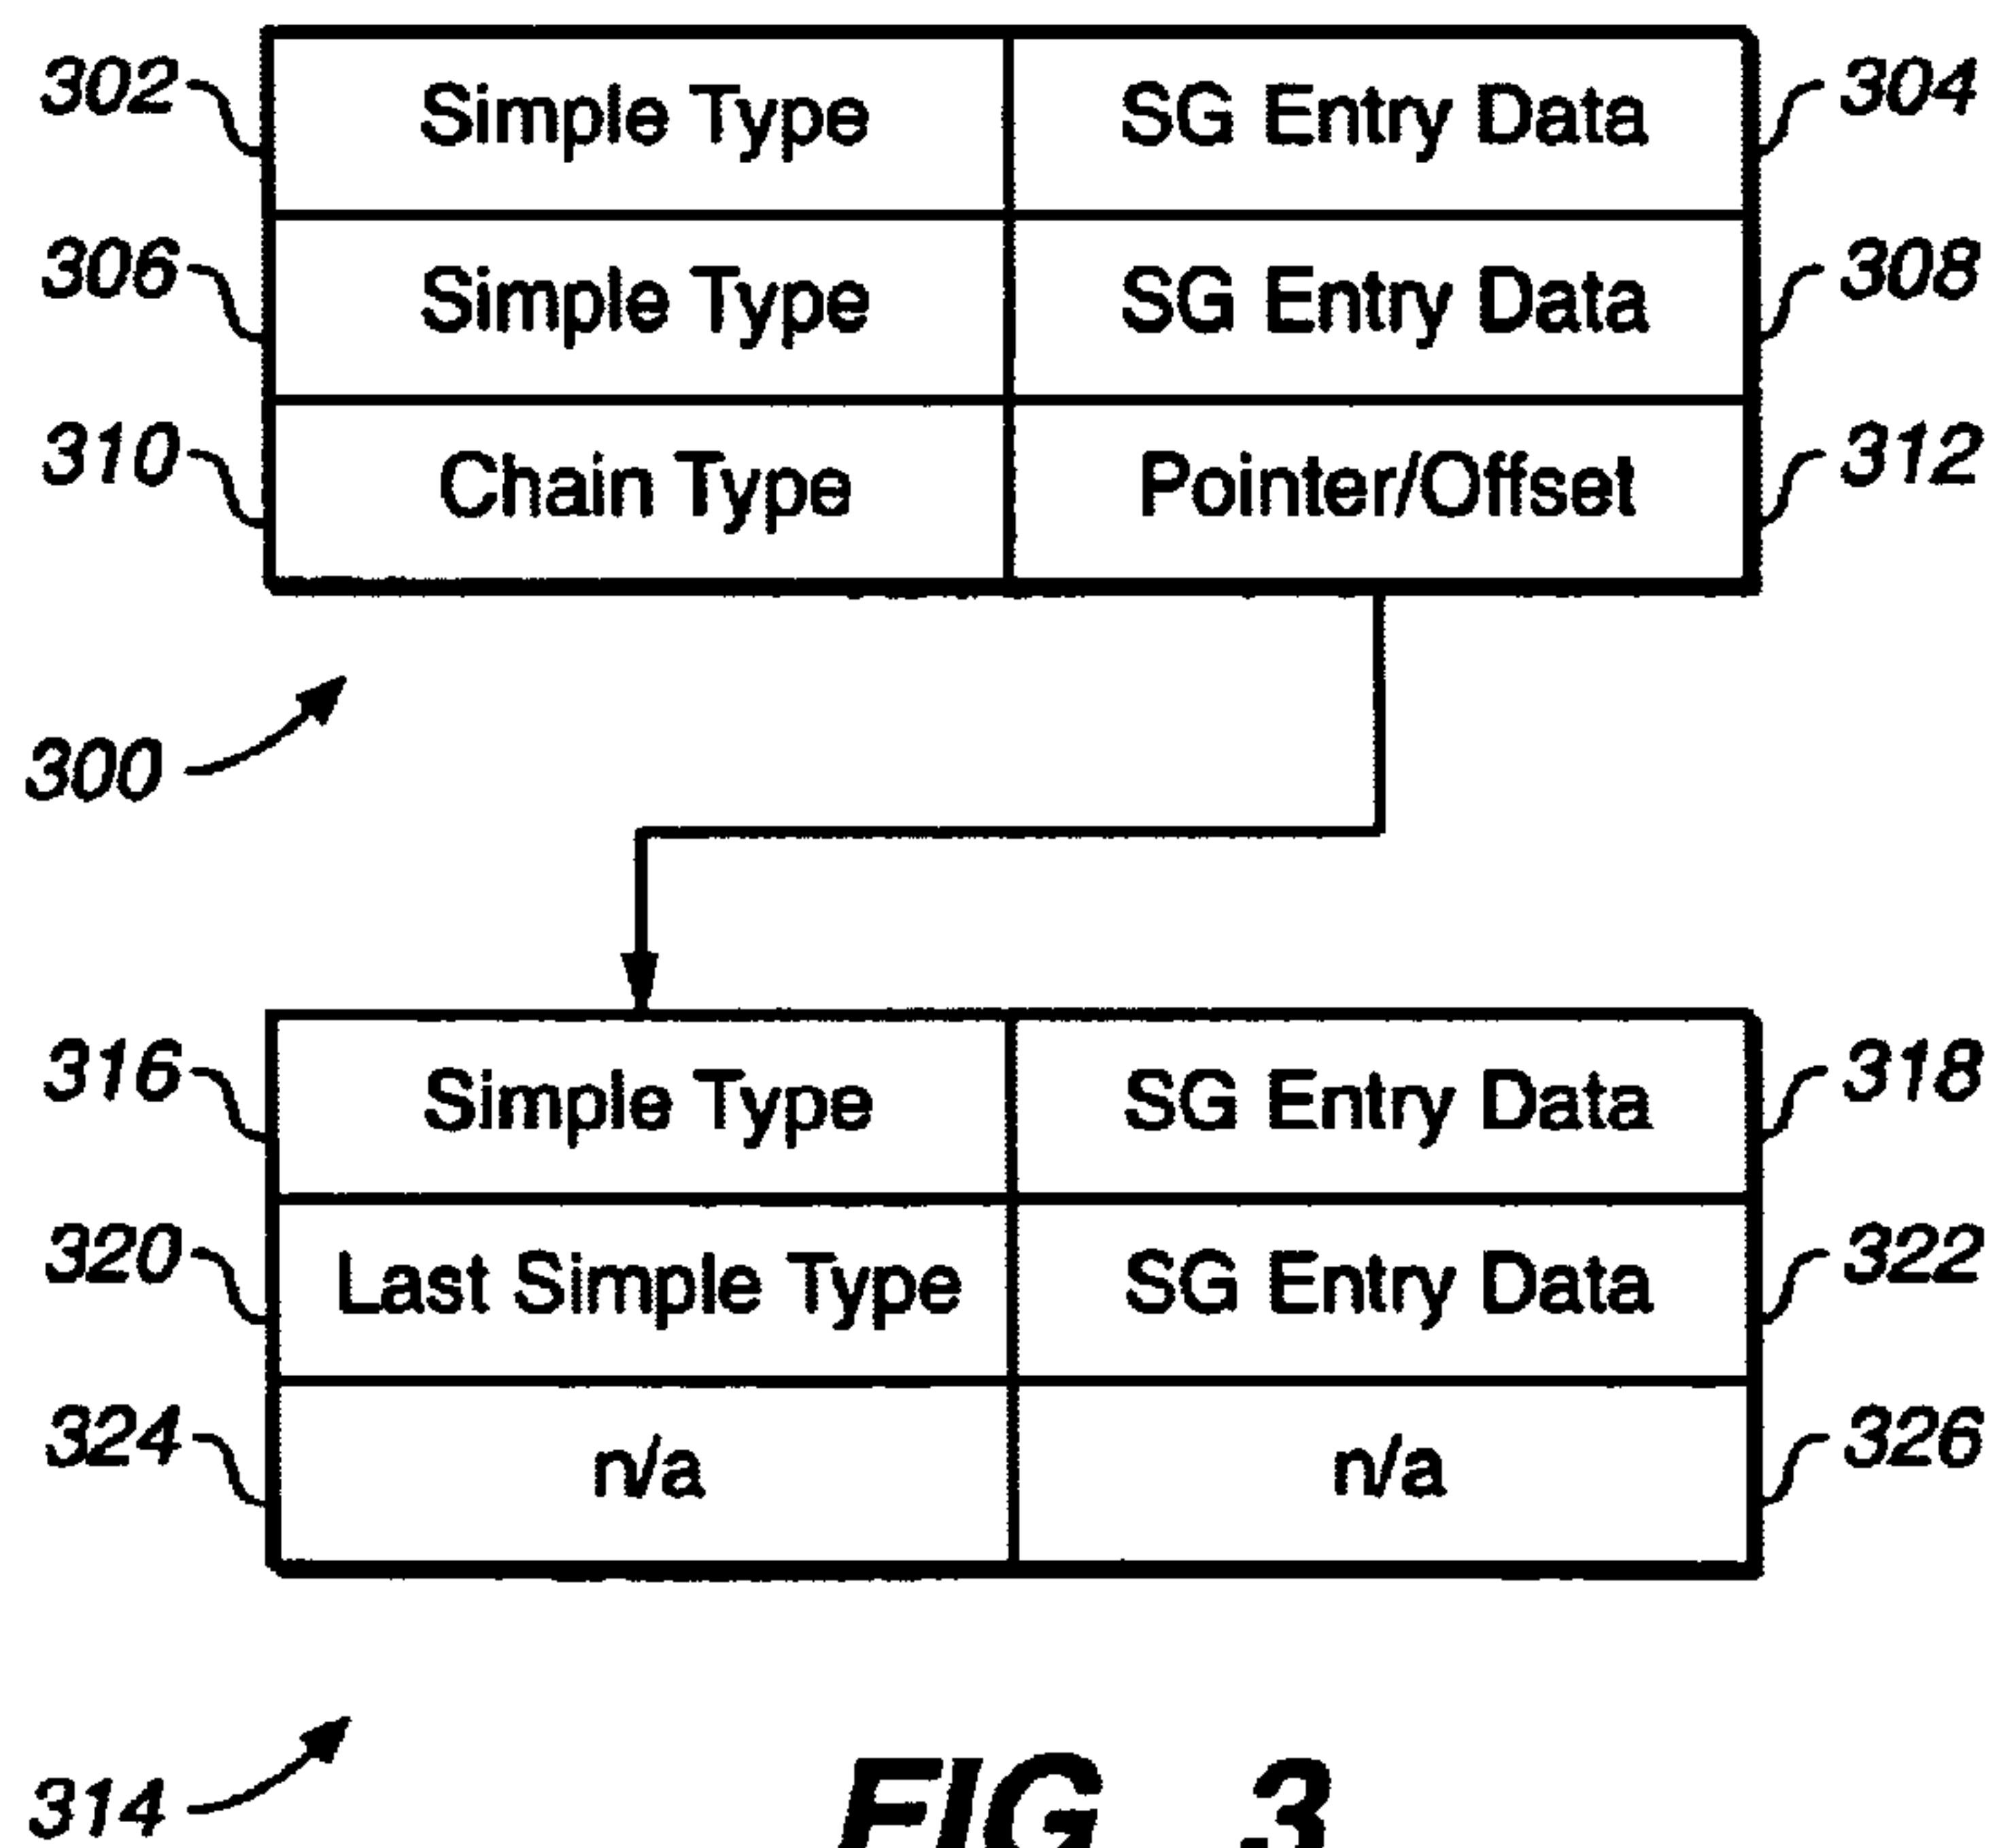 302 Simple Type SG Entry Data 304
306 Simple Type SG Entry Data 308
310 Chain Type Pointer/Offset 312
300
316 Simple Type SG Entry Data 318
320 Last Simple Type SG Entry Data 322
324 n/a n/a 326
314
FIG. 3